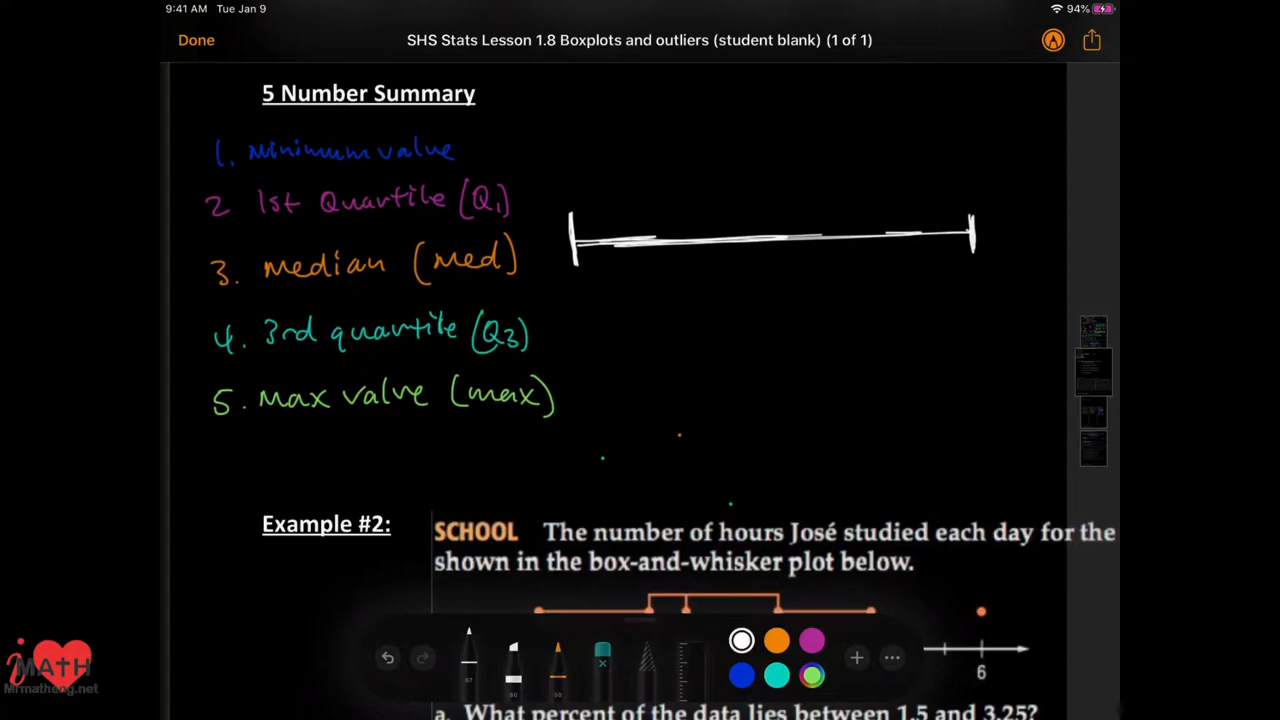 9:41 AM Tue Jan 9
94%
Done
SHS Stats Lesson 1.8 Boxplots and outliers (student blank) (1 of 1)
5 Number Summary
1. Minimum value
2 1st Quartile (Q1)
3. median (med)
4. 3rd quartile (Q3)
5. Max value (max)
Example #2:
SCHOOL The number of hours José studied each day for the
shown in the box-and-whisker plot below.
6
a. What percent of the data lies between 1.5 and 3.25?
97
80
50
i MATH
Mrmatheng.net